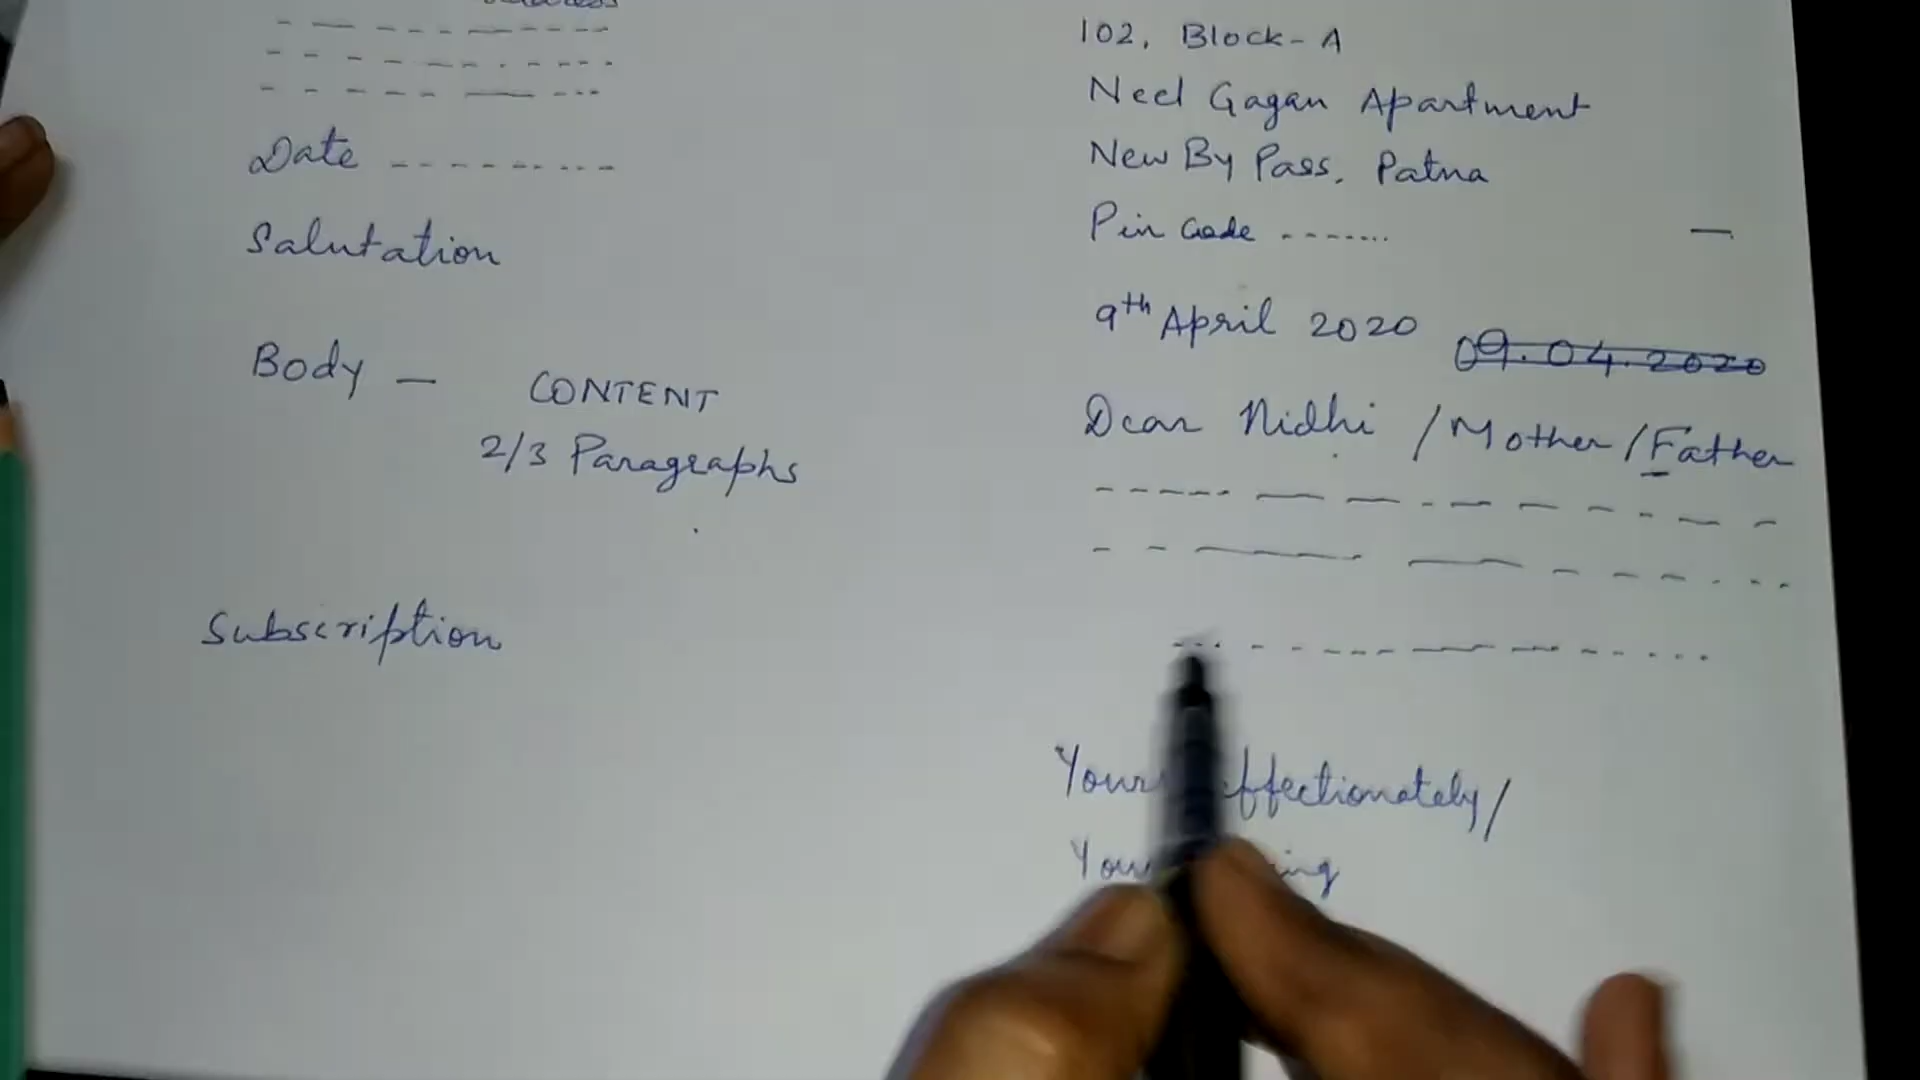 Date ---------
Salutation
Body — CONTENT
2/3 Paragraphs
Subscription
102, Block-A
Neel Gagan Apartment
New By Pass, Patna
Pin Code .......
9th April 2020 09.04.2020
Dear Nidhi / Mother / Father